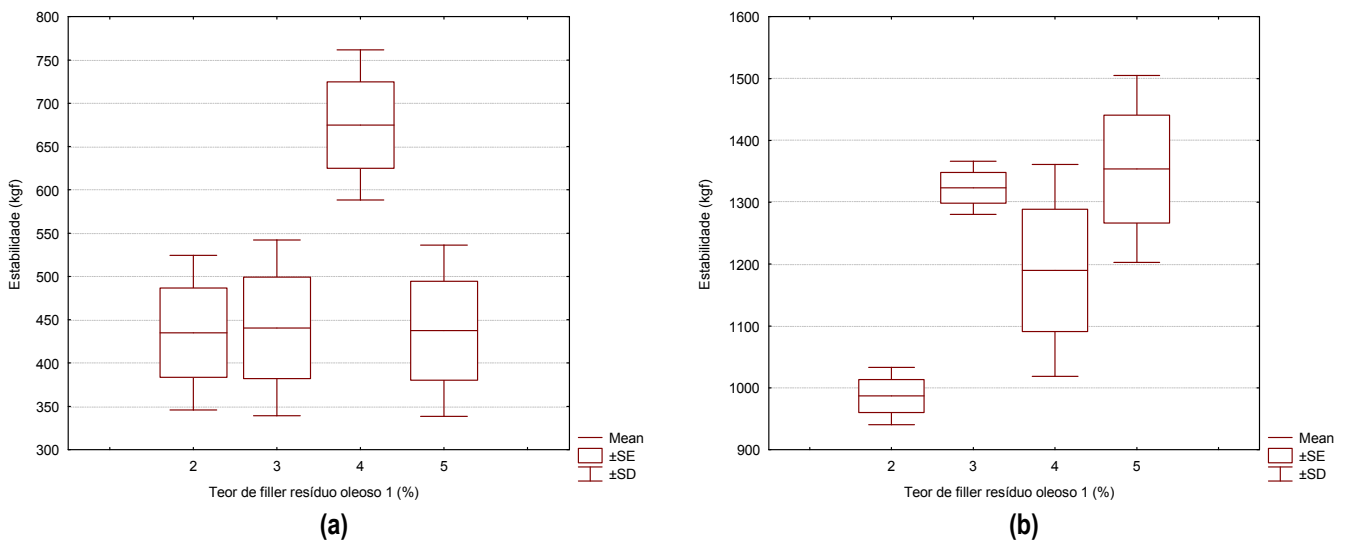 800
750
700
650
600
550
500
450
400
350
300
Estabilidade (kgf)
2 3 4 5
Teor de filler resíduo oleoso 1 (%)
Mean
±SE
±SD
(a)
1600
1500
1400
1300
1200
1100
1000
900
Estabilidade (kgf)
2 3 4 5
Teor de filler resíduo oleoso 1 (%)
Mean
±SE
±SD
(b)